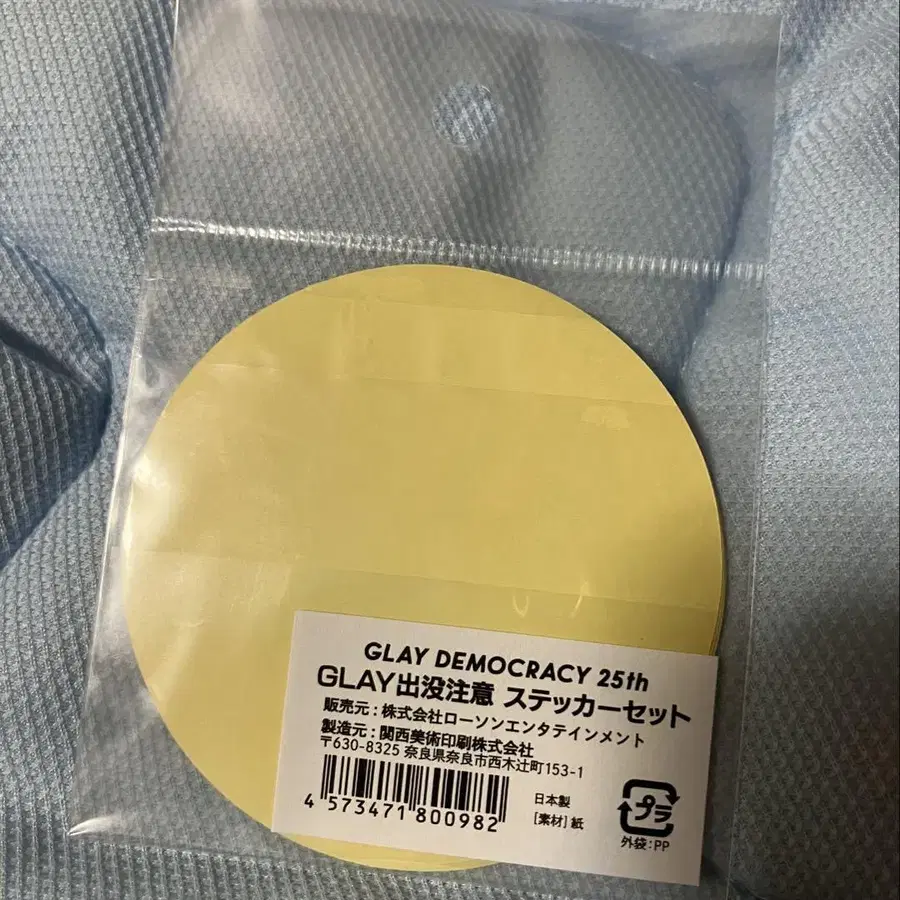 GLAY DEMOCRACY 25th
GLAY出没注意 ステッカーセット
販売元:株式会社ローソンエンタテインメント
製造元:関西美術印刷株式会社
〒630-8325 奈良県奈良市西木辻町153-1
4 573471 800982
日本製
[素材]紙
プラ
外袋:PP